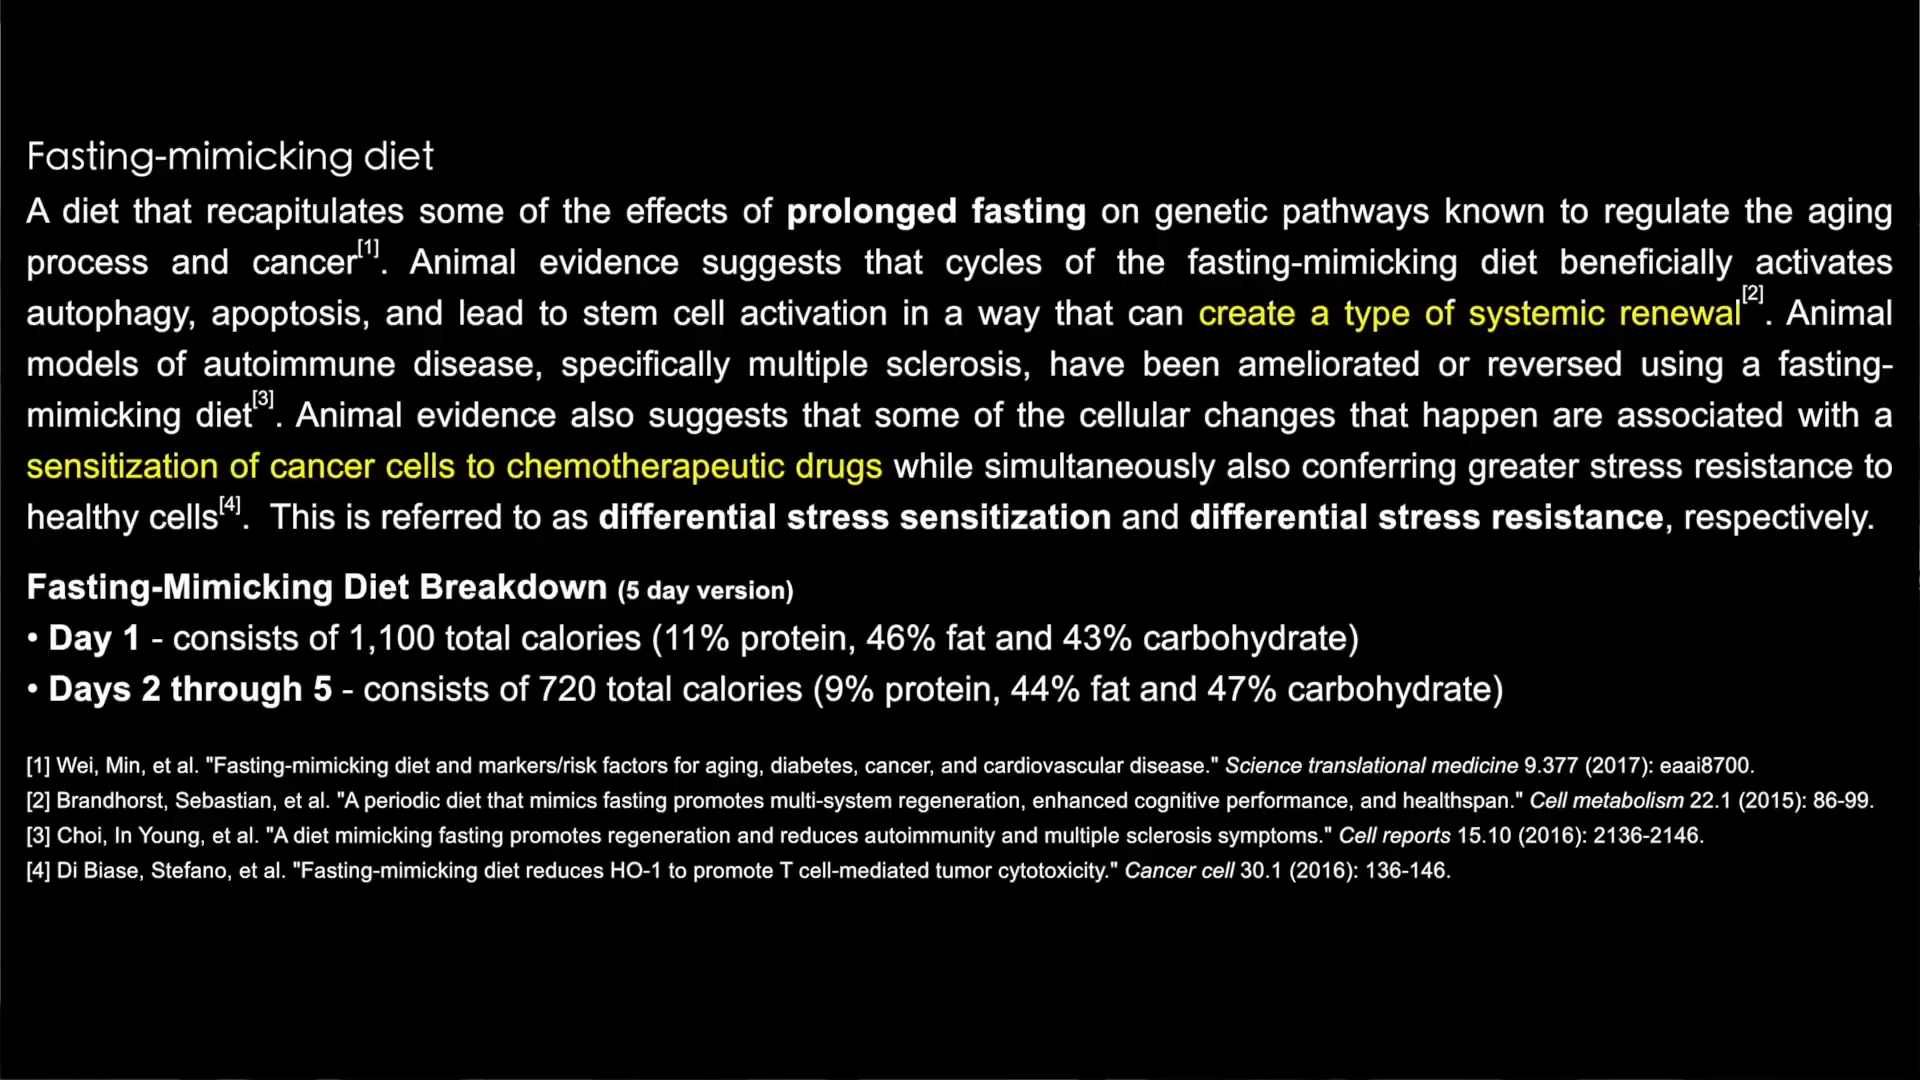 Fasting-mimicking diet
A diet that recapitulates some of the effects of prolonged fasting on genetic pathways known to regulate the aging
process and cancer[1]. Animal evidence suggests that cycles of the fasting-mimicking diet beneficially activates
autophagy, apoptosis, and lead to stem cell activation in a way that can create a type of systemic renewal[2]. Animal
models of autoimmune disease, specifically multiple sclerosis, have been ameliorated or reversed using a fasting-
mimicking diet[3]. Animal evidence also suggests that some of the cellular changes that happen are associated with a
sensitization of cancer cells to chemotherapeutic drugs while simultaneously also conferring greater stress resistance to
healthy cells[4].  This is referred to as differential stress sensitization and differential stress resistance, respectively.
Fasting-Mimicking Diet Breakdown (5 day version)
• Day 1 - consists of 1,100 total calories (11% protein, 46% fat and 43% carbohydrate)
• Days 2 through 5 - consists of 720 total calories (9% protein, 44% fat and 47% carbohydrate)
[1] Wei, Min, et al. "Fasting-mimicking diet and markers/risk factors for aging, diabetes, cancer, and cardiovascular disease." Science translational medicine 9.377 (2017): eaai8700.
[2] Brandhorst, Sebastian, et al. "A periodic diet that mimics fasting promotes multi-system regeneration, enhanced cognitive performance, and healthspan." Cell metabolism 22.1 (2015): 86-99.
[3] Choi, In Young, et al. "A diet mimicking fasting promotes regeneration and reduces autoimmunity and multiple sclerosis symptoms." Cell reports 15.10 (2016): 2136-2146.
[4] Di Biase, Stefano, et al. "Fasting-mimicking diet reduces HO-1 to promote T cell-mediated tumor cytotoxicity." Cancer cell 30.1 (2016): 136-146.